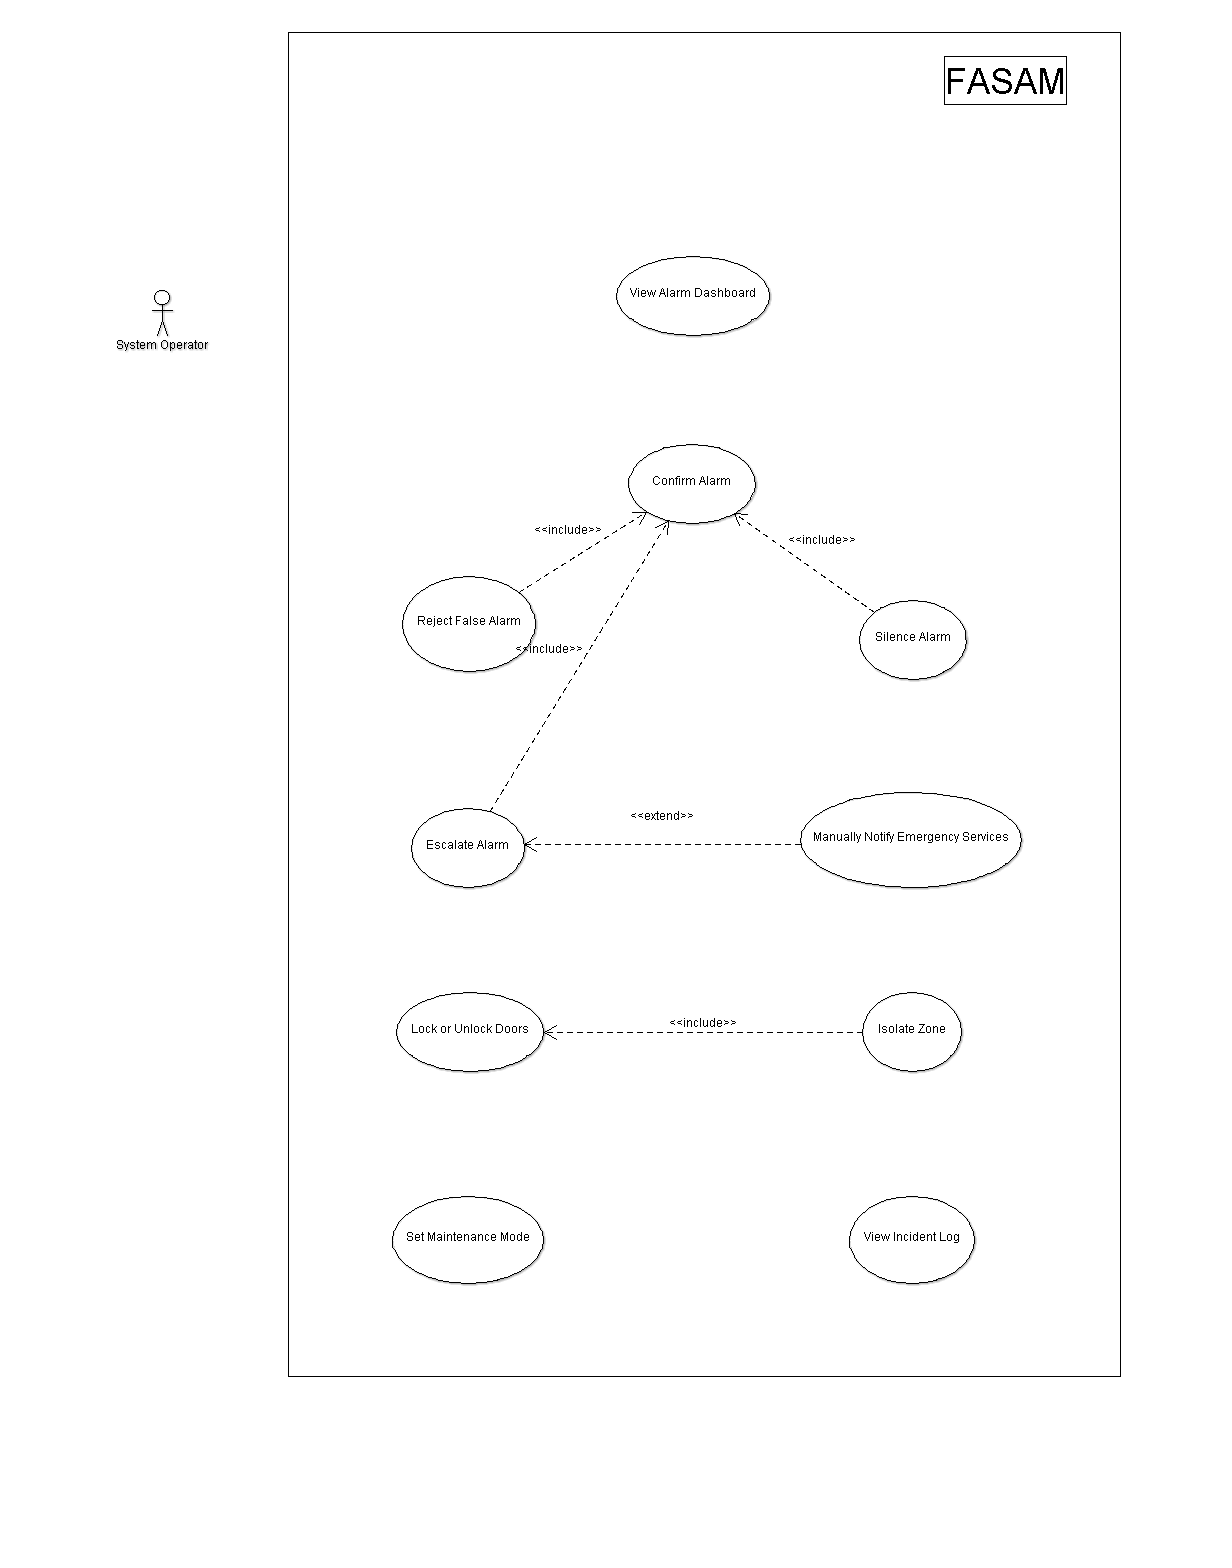 FASAM
View Alarm Dashboard
System Operator
Confirm Alarm
<<include>>
<<include>>
Reject False Alarm
Silence Alarm
<<include>>
<<extend>>
Manually Notify Emergency Services
Escalate Alarm
<<include>>
Lock or Unlock Doors
Isolate Zone
Set Maintenance Mode
View Incident Log